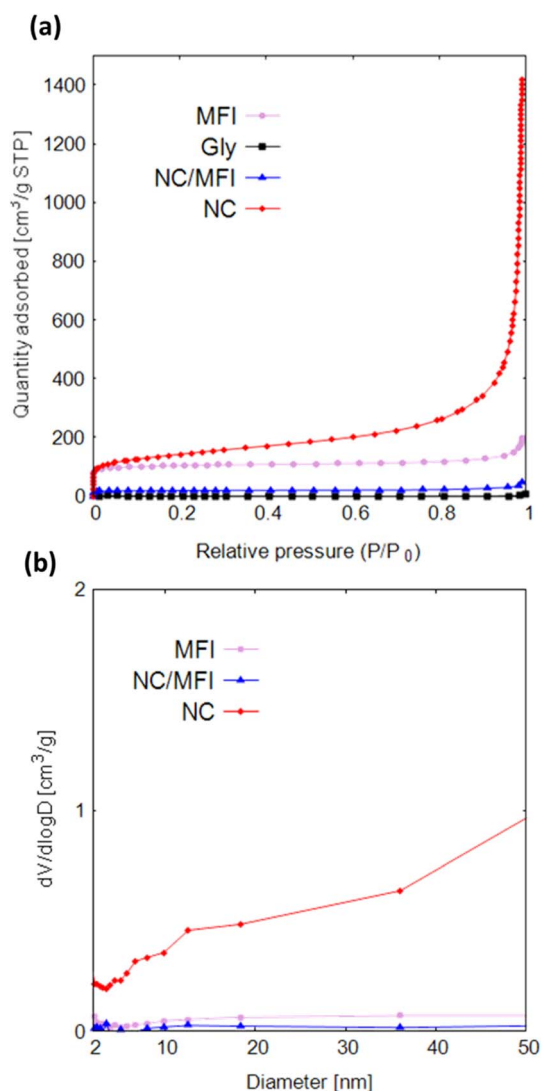 (a)
1400
1200
1000
800
600
400
200
0
Quantity adsorbed [cm³/g STP]
MFI
Gly
NC/MFI
NC
0 0.2 0.4 0.6 0.8 1
Relative pressure (P/P₀)
(b)
2
1
0
dV/dlogD [cm³/g]
MFI
NC/MFI
NC
2 10 20 30 40 50
Diameter [nm]